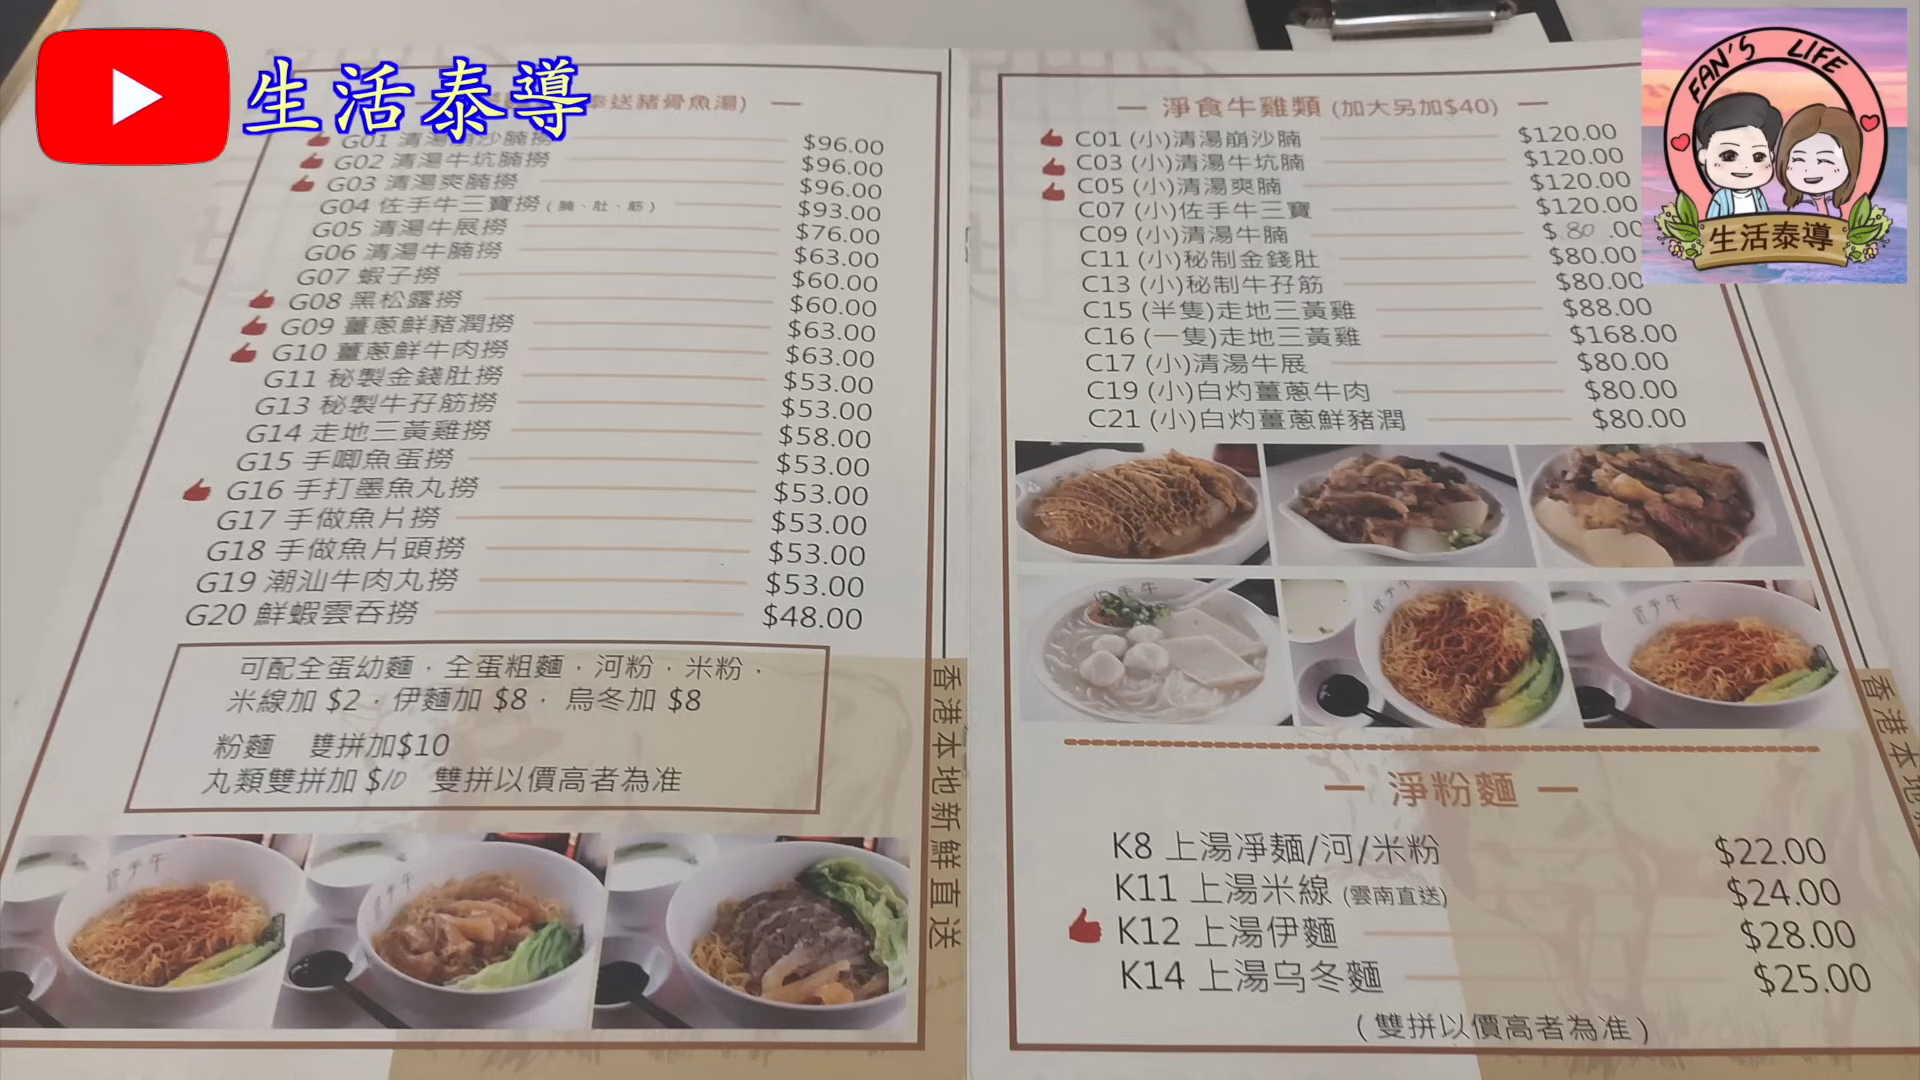 生活泰導
奉送豬骨魚湯)
G01 清湯崩沙腩撈 $96.00
G02 清湯牛坑腩撈 $96.00
G03 清湯爽腩撈 $96.00
G04 佐手牛三寶撈(腩、肚、筋) $93.00
G05 清湯牛展撈 $76.00
G06 清湯牛腩撈 $63.00
G07 蝦子撈 $60.00
G08 黑松露撈 $60.00
G09 薑蔥鮮豬潤撈 $63.00
G10 薑蔥鮮牛肉撈 $63.00
G11 秘製金錢肚撈 $53.00
G13 秘製牛孖筋撈 $53.00
G14 走地三黃雞撈 $58.00
G15 手唧魚蛋撈 $53.00
G16 手打墨魚丸撈 $53.00
G17 手做魚片撈 $53.00
G18 手做魚片頭撈 $53.00
G19 潮汕牛肉丸撈 $53.00
G20 鮮蝦雲吞撈 $48.00
可配全蛋幼麵．全蛋粗麵．河粉．米粉．
米線加 $2．伊麵加 $8．烏冬加 $8
粉麵 雙拼加$10
丸類雙拼加 $10 雙拼以價高者為准
香港本地新鮮直送
淨食牛雞類 (加大另加$40)
C01 (小)清湯崩沙腩 $120.00
C03 (小)清湯牛坑腩 $120.00
C05 (小)清湯爽腩 $120.00
C07 (小)佐手牛三寶 $120.00
C09 (小)清湯牛腩 $.80 .00
C11 (小)秘制金錢肚 $80.00
C13 (小)秘制牛孖筋 $80.00
C15 (半隻)走地三黃雞 $88.00
C16 (一隻)走地三黃雞 $168.00
C17 (小)清湯牛展 $80.00
C19 (小)白灼薑蔥牛肉 $80.00
C21 (小)白灼薑蔥鮮豬潤 $80.00
淨粉麵
K8 上湯淨麵/河/米粉 $22.00
K11 上湯米線 (雲南直送) $24.00
K12 上湯伊麵 $28.00
K14 上湯乌冬麵 $25.00
(雙拼以價高者為准)
香港本地
FAN'S LIFE
生活泰導